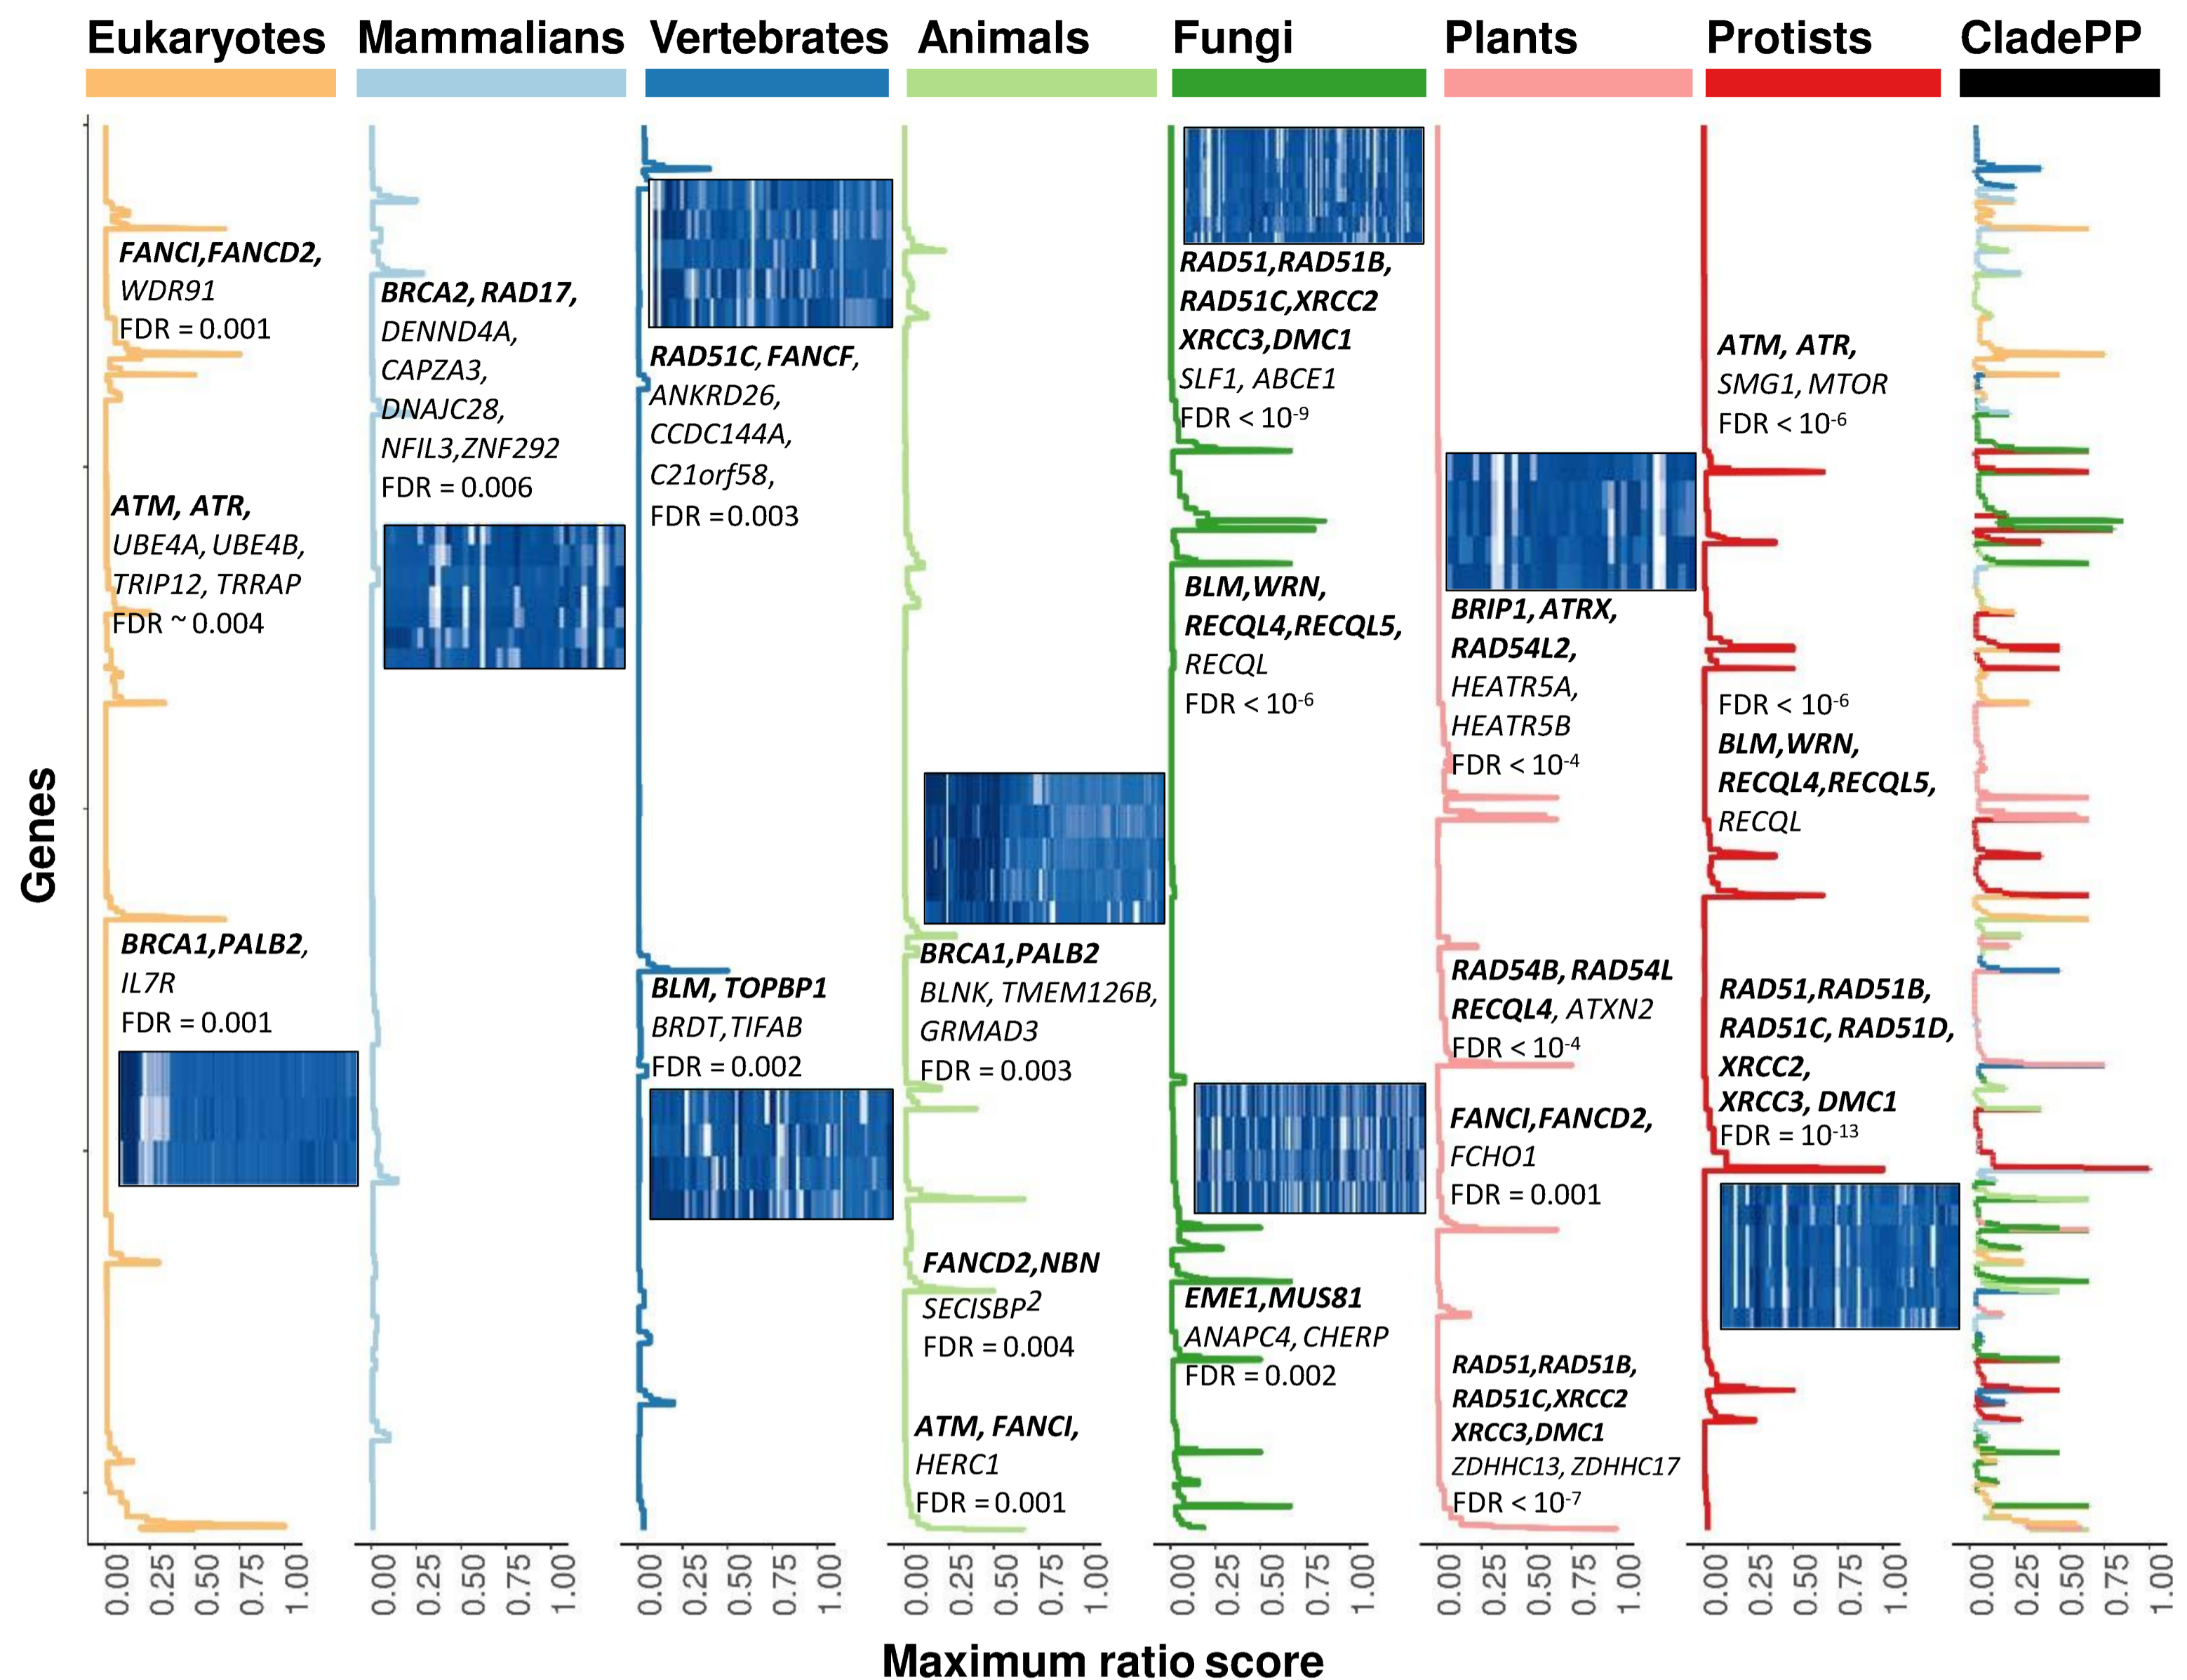 Eukaryotes
Mammalians
Vertebrates
Animals
Fungi
Plants
Protists
CladePP
Genes
FANCI,FANCD2,
WDR91
FDR = 0.001
ATM, ATR,
UBE4A, UBE4B,
TRIP12, TRRAP
FDR ~ 0.004
BRCA1,PALB2,
IL7R
FDR = 0.001
BRCA2, RAD17,
DENND4A,
CAPZA3,
DNAJC28,
NFIL3,ZNF292
FDR = 0.006
RAD51C, FANCF,
ANKRD26,
CCDC144A,
C21orf58,
FDR =0.003
BLM, TOPBP1
BRDT,TIFAB
FDR = 0.002
BRCA1,PALB2
BLNK, TMEM126B,
GRMAD3
FDR = 0.003
FANCD2,NBN
SECISBP2
FDR = 0.004
ATM, FANCI,
HERC1
FDR = 0.001
RAD51,RAD51B,
RAD51C,XRCC2
XRCC3,DMC1
SLF1, ABCE1
FDR < 10-9
BLM,WRN,
RECQL4,RECQL5,
RECQL
FDR < 10-6
EME1,MUS81
ANAPC4, CHERP
FDR = 0.002
BRIP1, ATRX,
RAD54L2,
HEATR5A,
HEATR5B
FDR < 10-4
RAD54B, RAD54L
RECQL4, ATXN2
FDR < 10-4
FANCI,FANCD2,
FCHO1
FDR = 0.001
RAD51,RAD51B,
RAD51C,XRCC2
XRCC3,DMC1
ZDHHC13, ZDHHC17
FDR < 10-7
ATM, ATR,
SMG1, MTOR
FDR < 10-6
FDR < 10-6
BLM,WRN,
RECQL4,RECQL5,
RECQL
RAD51,RAD51B,
RAD51C, RAD51D,
XRCC2,
XRCC3, DMC1
FDR = 10-13
0.00 0.25 0.50 0.75 1.00
0.00 0.25 0.50 0.75 1.00
0.00 0.25 0.50 0.75 1.00
0.00 0.25 0.50 0.75 1.00
0.00 0.25 0.50 0.75 1.00
0.00 0.25 0.50 0.75 1.00
0.00 0.25 0.50 0.75 1.00
0.00 0.25 0.50 0.75 1.00
Maximum ratio score